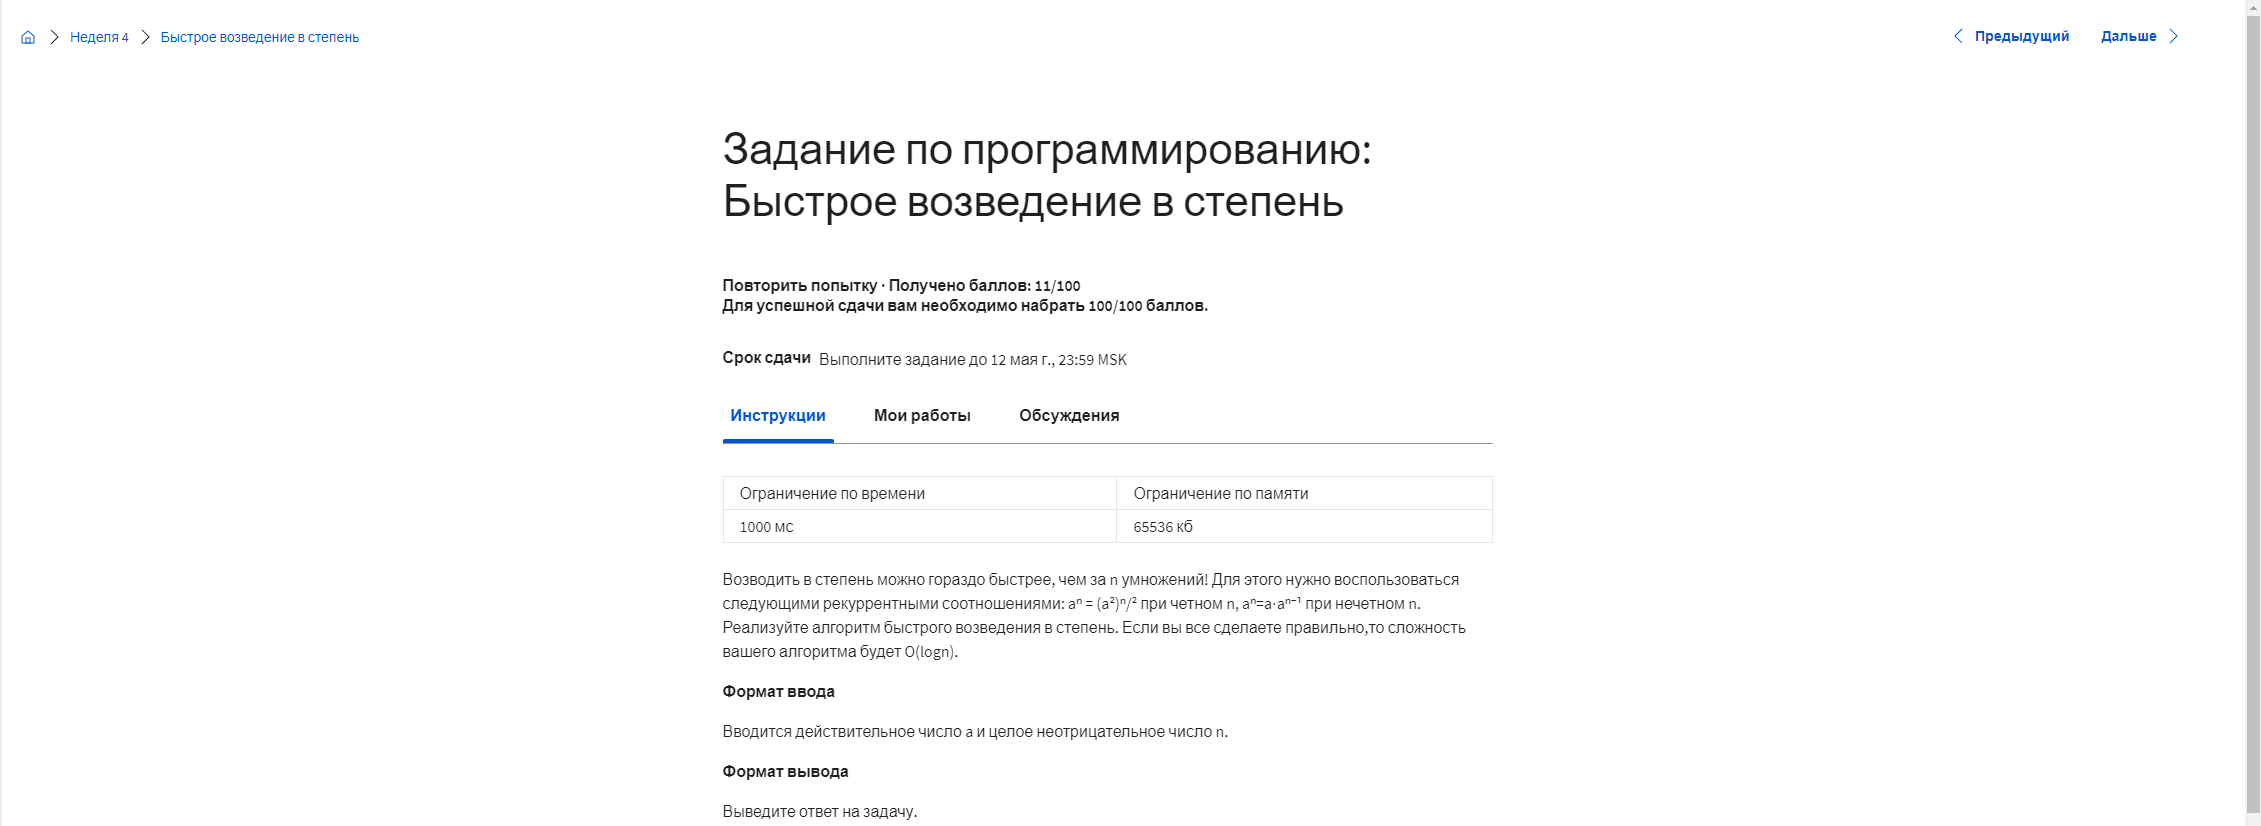 Неделя 4 Быстрое возведение в степень
Предыдущий Дальше
Задание по программированию:
Быстрое возведение в степень
Повторить попытку · Получено баллов: 11/100
Для успешной сдачи вам необходимо набрать 100/100 баллов.
Срок сдачи Выполните задание до 12 мая г., 23:59 MSK
Инструкции Мои работы Обсуждения
Ограничение по времени Ограничение по памяти
1000 мс 65536 кб
Возводить в степень можно гораздо быстрее, чем за n умножений! Для этого нужно воспользоваться
следующими рекуррентными соотношениями: aⁿ = (a²)ⁿ/² при четном n, aⁿ=a·aⁿ⁻¹ при нечетном n.
Реализуйте алгоритм быстрого возведения в степень. Если вы все сделаете правильно,то сложность
вашего алгоритма будет O(logn).
Формат ввода
Вводится действительное число a и целое неотрицательное число n.
Формат вывода
Выведите ответ на задачу.